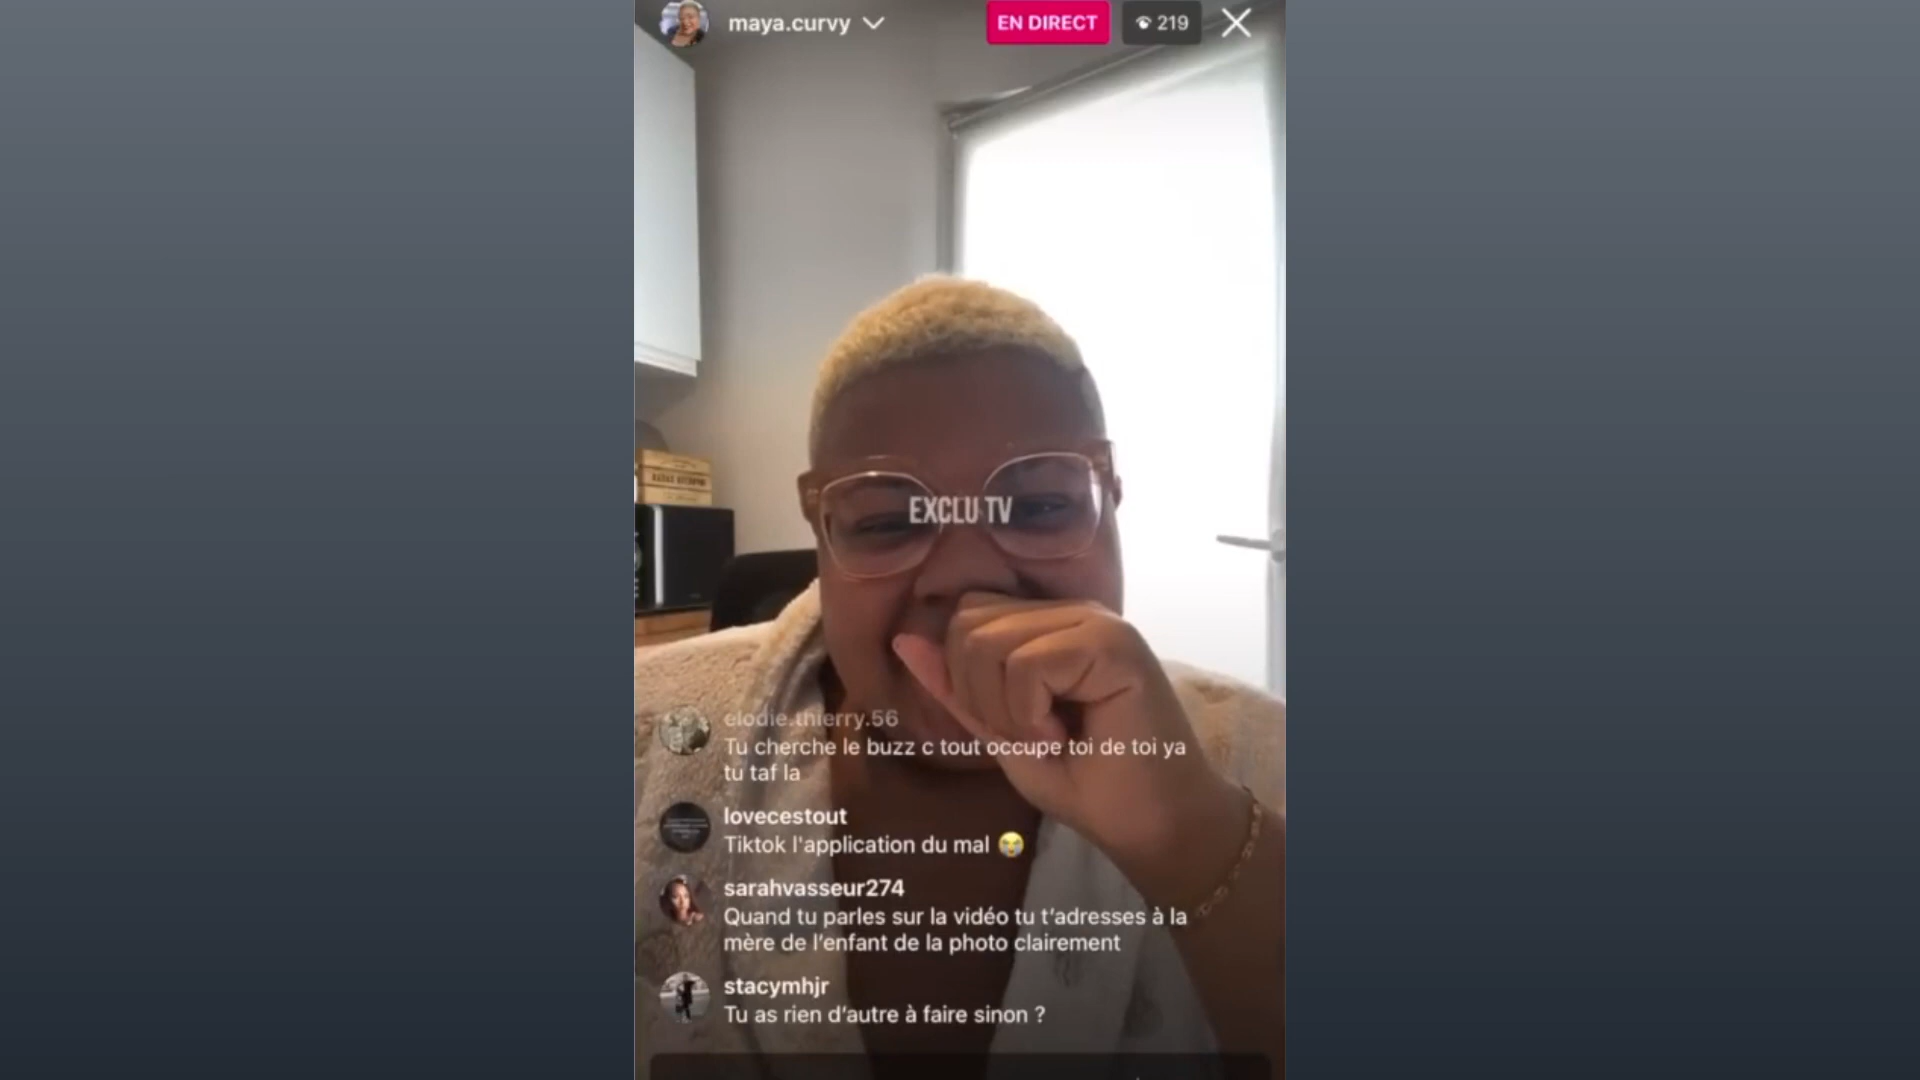 maya.curvy
EN DIRECT
219
EXCLU TV
elodie.thierry.56
Tu cherche le buzz c tout occupe toi de toi ya
tu taf la
lovecestout
Tiktok l'application du mal 😭
sarahvasseur274
Quand tu parles sur la vidéo tu t’adresses à la
mère de l’enfant de la photo clairement
stacymhjr
Tu as rien d’autre à faire sinon ?